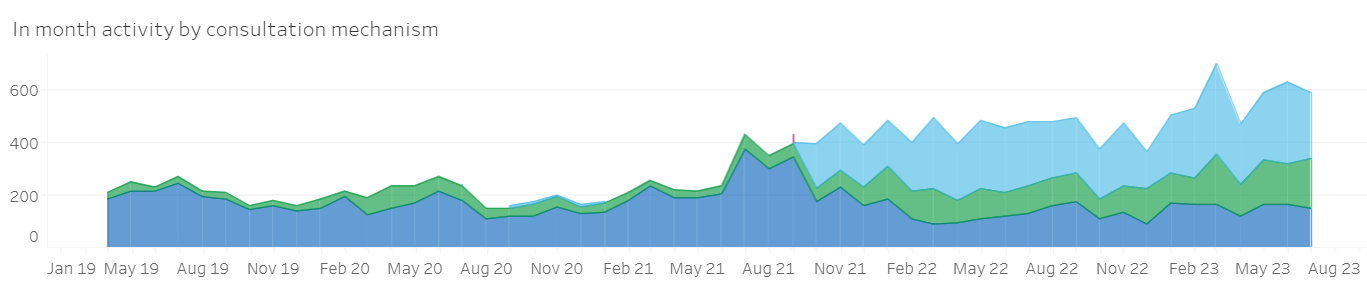 In month activity by consultation mechanism
600
400
200
0
Jan 19 May 19 Aug 19 Nov 19 Feb 20 May 20 Aug 20 Nov 20 Feb 21 May 21 Aug 21 Nov 21 Feb 22 May 22 Aug 22 Nov 22 Feb 23 May 23 Aug 23